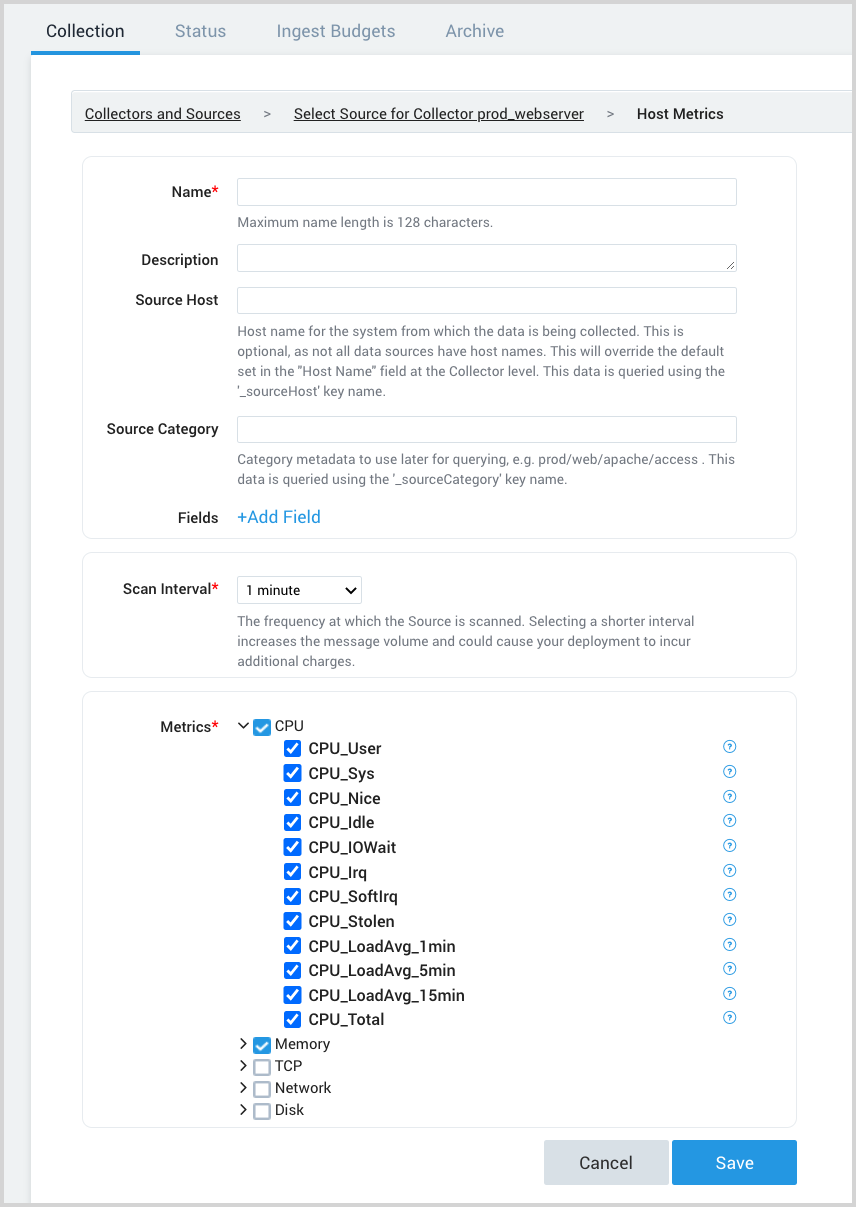 Collection Status Ingest Budgets Archive
Collectors and Sources > Select Source for Collector prod_webserver > Host Metrics
Name*
Maximum name length is 128 characters.
Description
Source Host
Host name for the system from which the data is being collected. This is
optional, as not all data sources have host names. This will override the default
set in the "Host Name" field at the Collector level. This data is queried using the
'_sourceHost' key name.
Source Category
Category metadata to use later for querying, e.g. prod/web/apache/access . This
data is queried using the '_sourceCategory' key name.
Fields +Add Field
Scan Interval* 1 minute
The frequency at which the Source is scanned. Selecting a shorter interval
increases the message volume and could cause your deployment to incur
additional charges.
Metrics* CPU
CPU_User ?
CPU_Sys ?
CPU_Nice ?
CPU_Idle ?
CPU_IOWait ?
CPU_Irq ?
CPU_SoftIrq ?
CPU_Stolen ?
CPU_LoadAvg_1min ?
CPU_LoadAvg_5min ?
CPU_LoadAvg_15min ?
CPU_Total ?
Memory
TCP
Network
Disk
Cancel Save